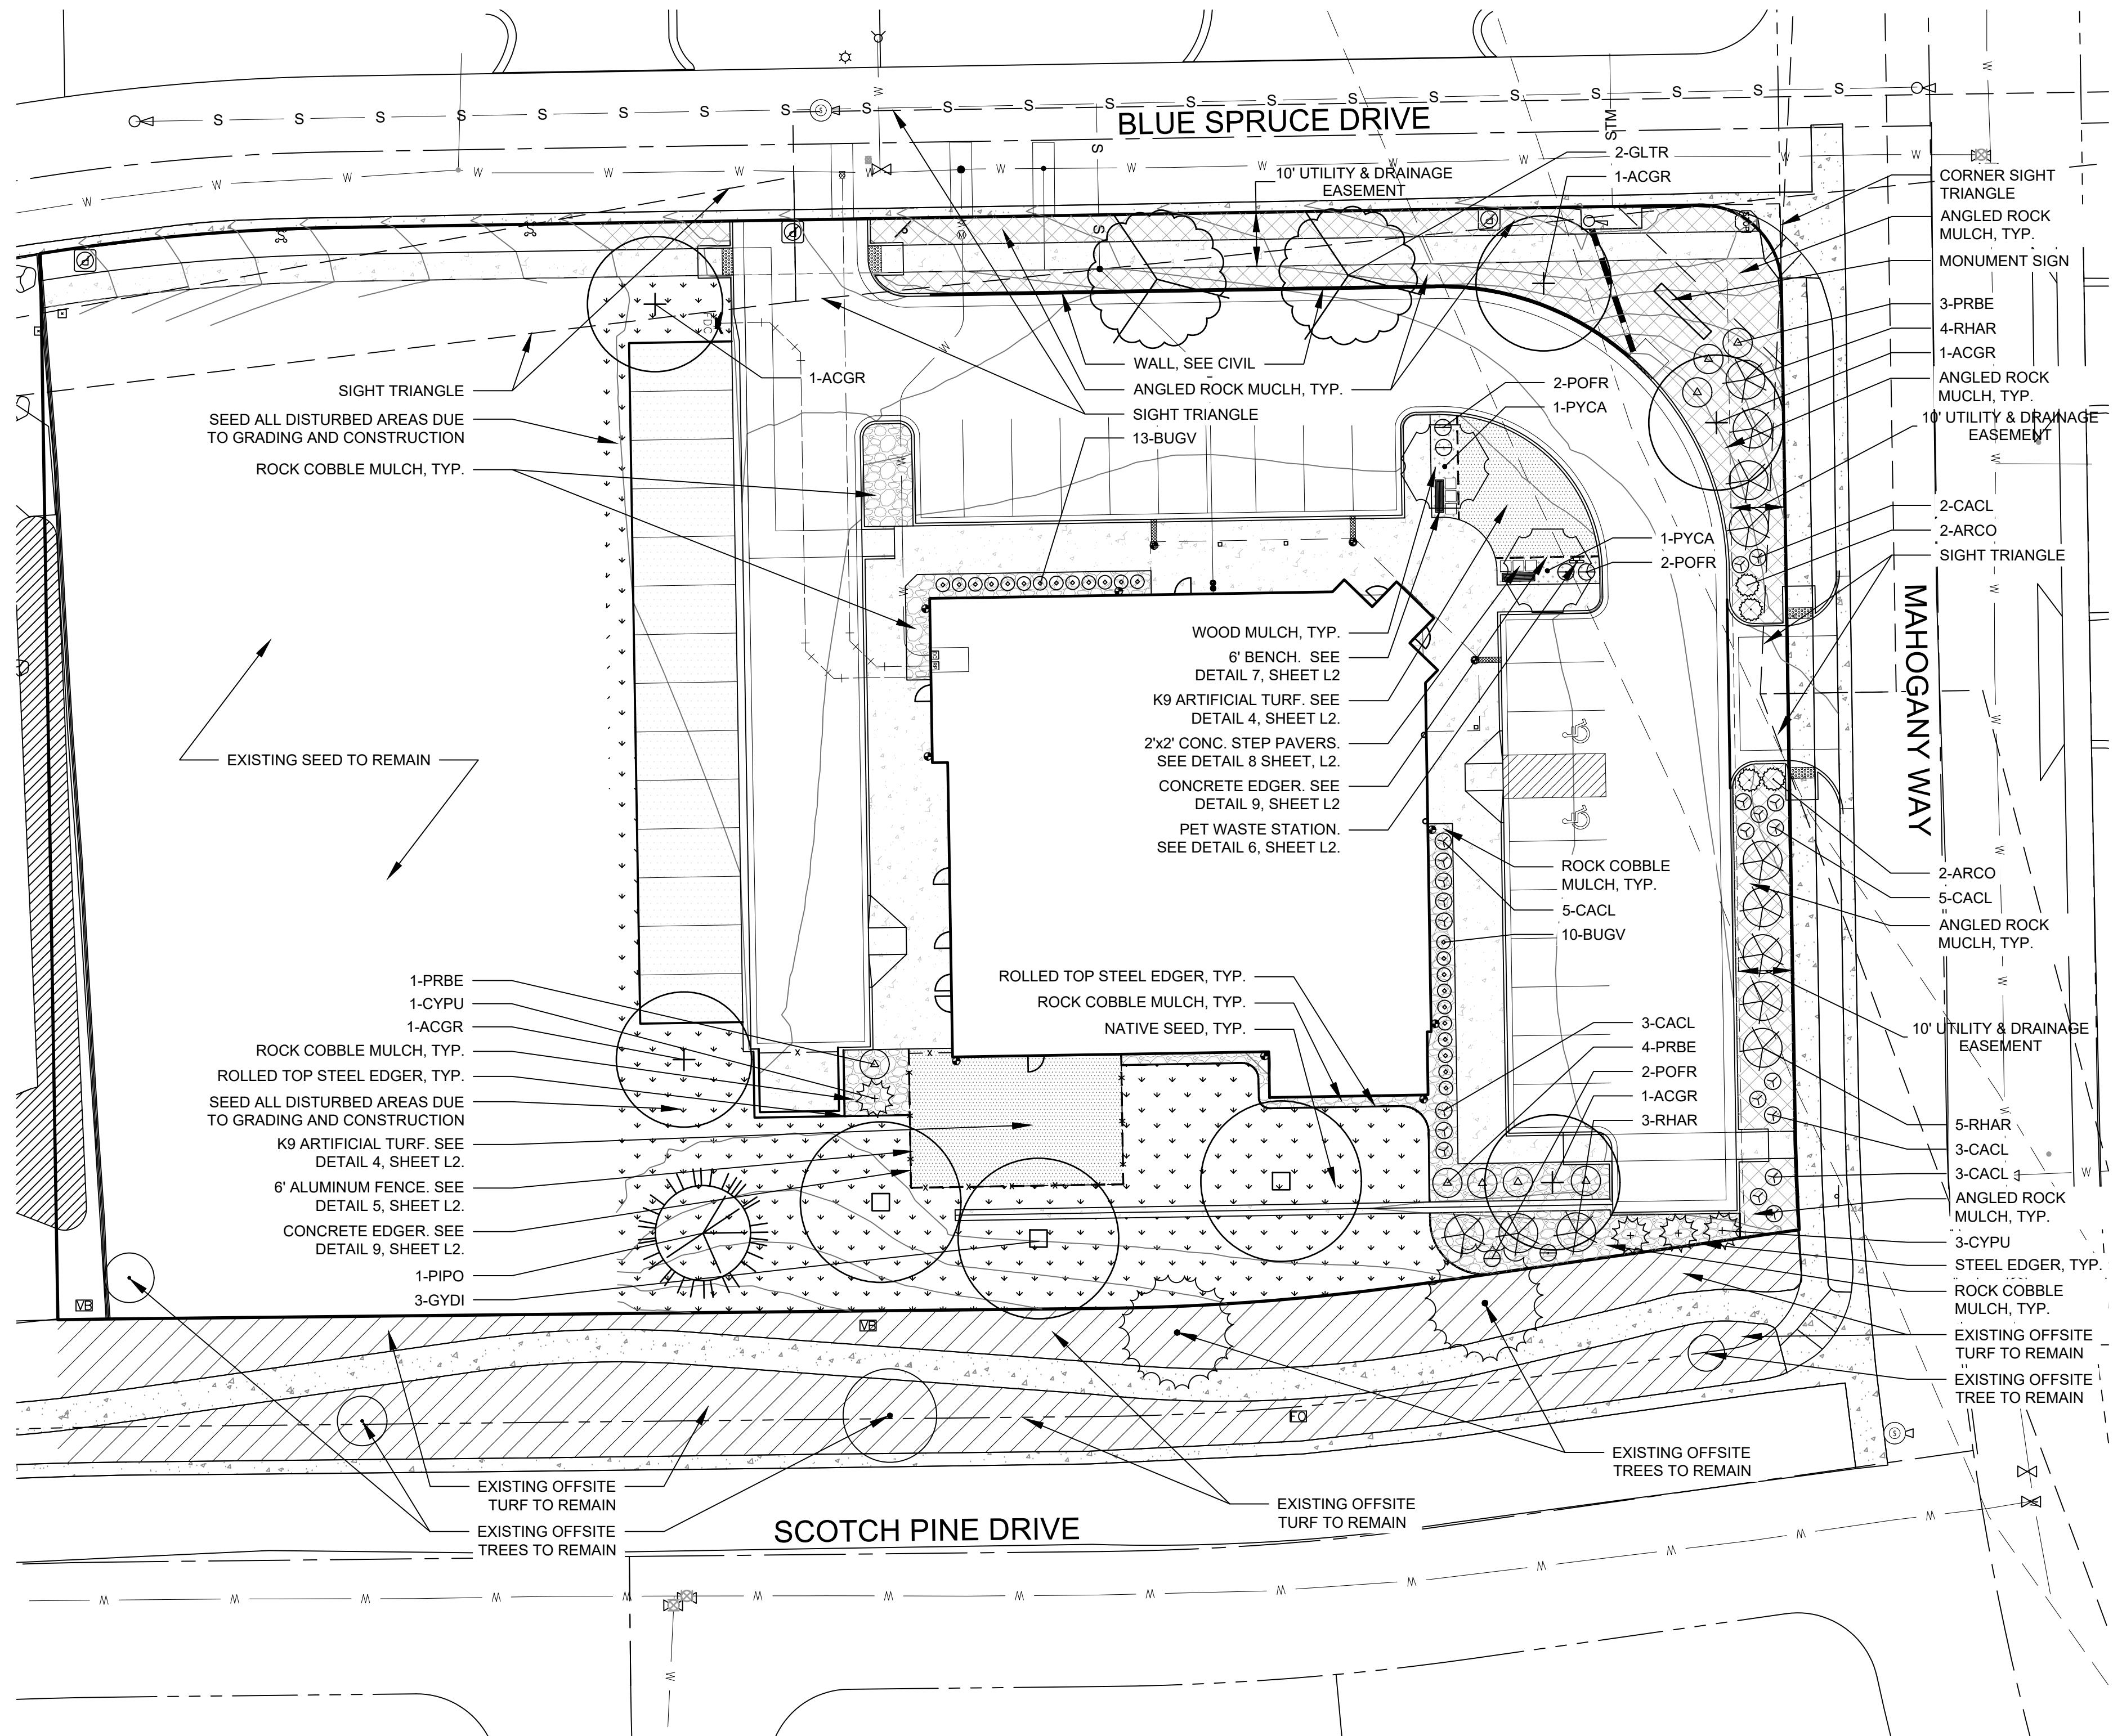 BLUE SPRUCE DRIVE
STM
2-GLTR
1-ACGR
10' UTILITY & DRAINAGE
EASEMENT
CORNER SIGHT
TRIANGLE
ANGLED ROCK
MULCH, TYP.
MONUMENT SIGN
3-PRBE
4-RHAR
1-ACGR
ANGLED ROCK
MUCLH, TYP.
10' UTILITY & DRAINAGE
EASEMENT
2-CACL
2-ARCO
SIGHT TRIANGLE
MAHOGANY WAY
WALL, SEE CIVIL
ANGLED ROCK MUCLH, TYP.
SIGHT TRIANGLE
13-BUGV
1-ACGR
SIGHT TRIANGLE
SEED ALL DISTURBED AREAS DUE
TO GRADING AND CONSTRUCTION
ROCK COBBLE MULCH, TYP.
2-POFR
1-PYCA
1-PYCA
2-POFR
WOOD MULCH, TYP.
6' BENCH. SEE
DETAIL 7, SHEET L2
K9 ARTIFICIAL TURF. SEE
DETAIL 4, SHEET L2.
2'x2' CONC. STEP PAVERS.
SEE DETAIL 8 SHEET, L2.
CONCRETE EDGER. SEE
DETAIL 9, SHEET L2
PET WASTE STATION.
SEE DETAIL 6, SHEET L2.
EXISTING SEED TO REMAIN
ROCK COBBLE
MULCH, TYP.
5-CACL
10-BUGV
2-ARCO
5-CACL
ANGLED ROCK
MUCLH, TYP.
10' UTILITY & DRAINAGE
EASEMENT
ROLLED TOP STEEL EDGER, TYP.
ROCK COBBLE MULCH, TYP.
NATIVE SEED, TYP.
1-PRBE
1-CYPU
1-ACGR
ROCK COBBLE MULCH, TYP.
ROLLED TOP STEEL EDGER, TYP.
SEED ALL DISTURBED AREAS DUE
TO GRADING AND CONSTRUCTION
K9 ARTIFICIAL TURF. SEE
DETAIL 4, SHEET L2.
6' ALUMINUM FENCE. SEE
DETAIL 5, SHEET L2.
CONCRETE EDGER. SEE
DETAIL 9, SHEET L2.
1-PIPO
3-GYDI
3-CACL
4-PRBE
2-POFR
1-ACGR
3-RHAR
5-RHAR
3-CACL
3-CACL
ANGLED ROCK
MULCH, TYP.
3-CYPU
STEEL EDGER, TYP.
ROCK COBBLE
MULCH, TYP.
EXISTING OFFSITE
TURF TO REMAIN
EXISTING OFFSITE
TREE TO REMAIN
VB
VB
FO
EXISTING OFFSITE
TREES TO REMAIN
EXISTING OFFSITE
TURF TO REMAIN
EXISTING OFFSITE
TURF TO REMAIN
EXISTING OFFSITE
TREES TO REMAIN
SCOTCH PINE DRIVE